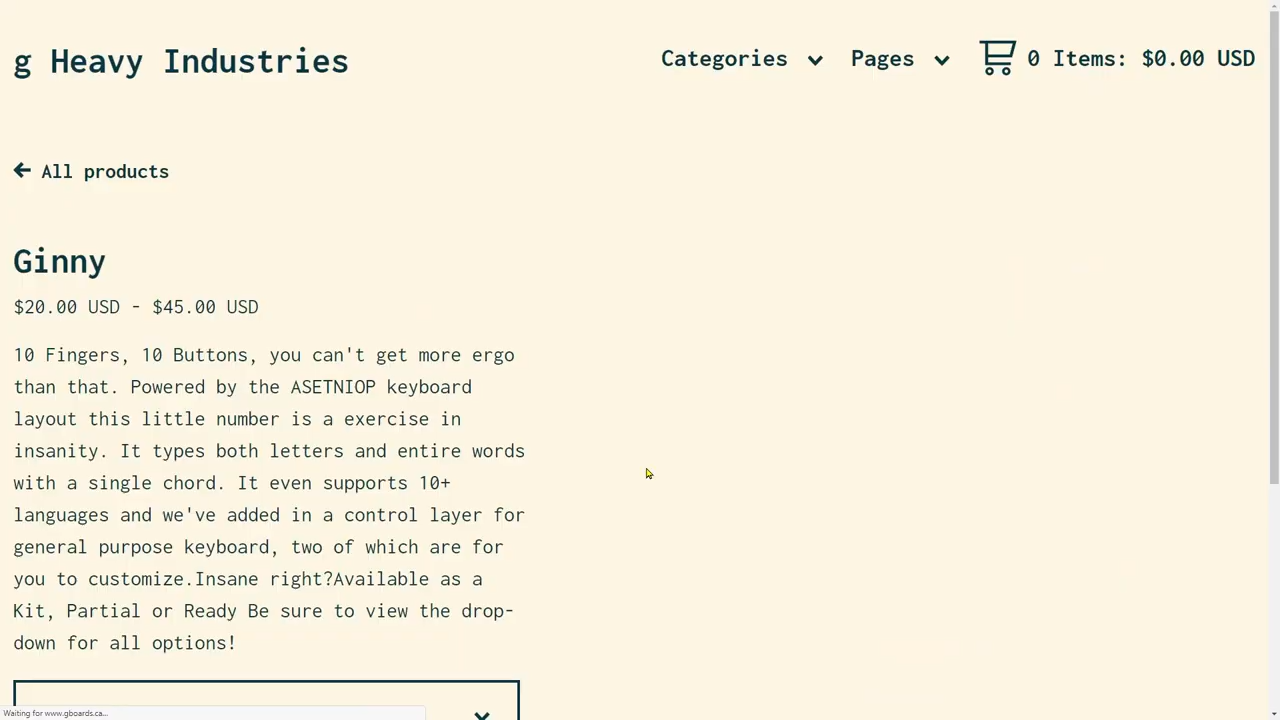 g Heavy Industries
Categories
Pages
0 Items: $0.00 USD
All products
Ginny
$20.00 USD - $45.00 USD
10 Fingers, 10 Buttons, you can't get more ergo
than that. Powered by the ASETNIOP keyboard
layout this little number is a exercise in
insanity. It types both letters and entire words
with a single chord. It even supports 10+
languages and we've added in a control layer for
general purpose keyboard, two of which are for
you to customize.Insane right?Available as a
Kit, Partial or Ready Be sure to view the drop-
down for all options!
Waiting for www.gboards.ca...